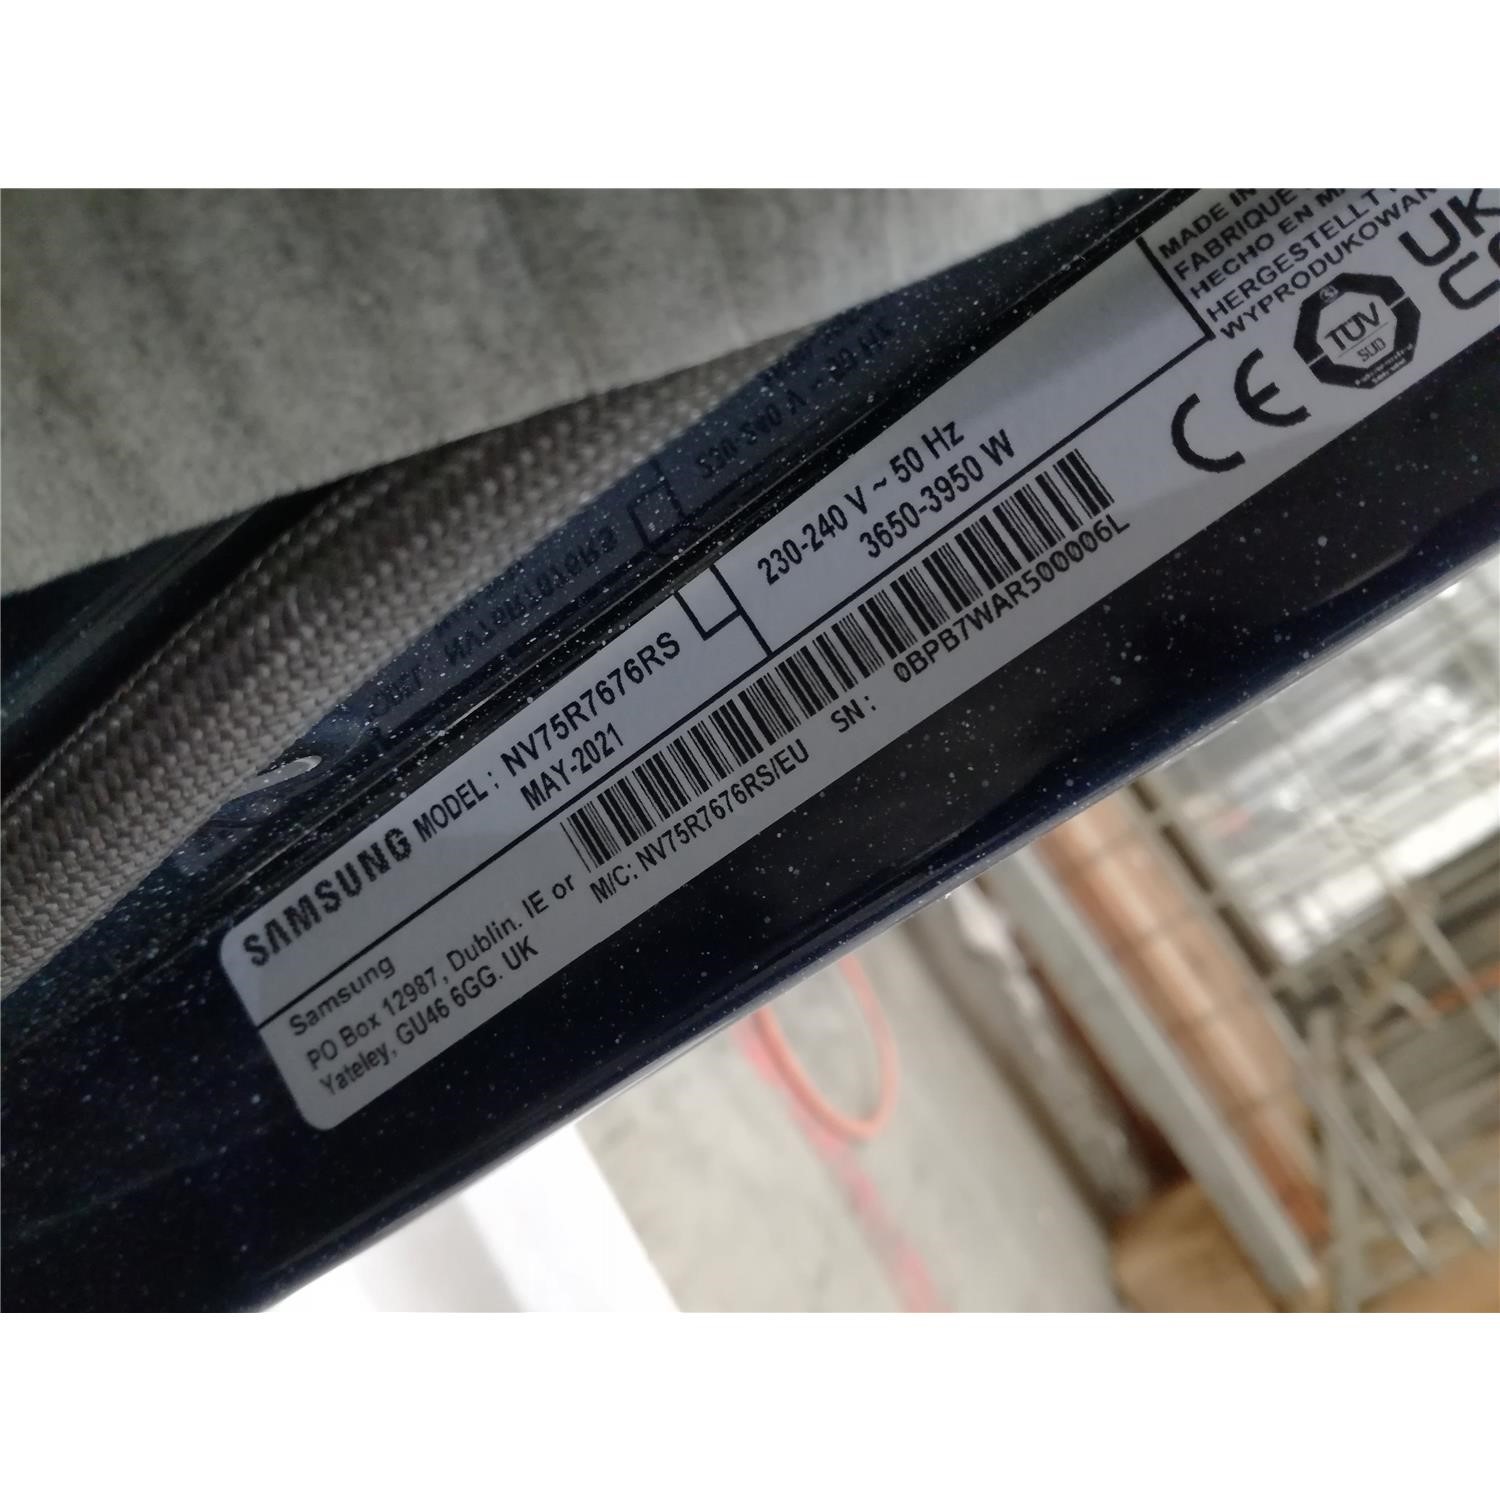 SAMSUNG MODEL : NV75R7676RS
MAY-2021
230-240 V ~ 50 Hz
3650-3950 W
Samsung
PO Box 12987, Dublin. IE or
Yateley, GU46 6GG. UK
M/C: NV75R7676RS/EU SN : 0BPB7WAR500006L
MADE IN
FABRIQUE
HECHO EN
HERGESTELLT
WYPRODUKOWAN
CE
TÜV
SÜD
UK